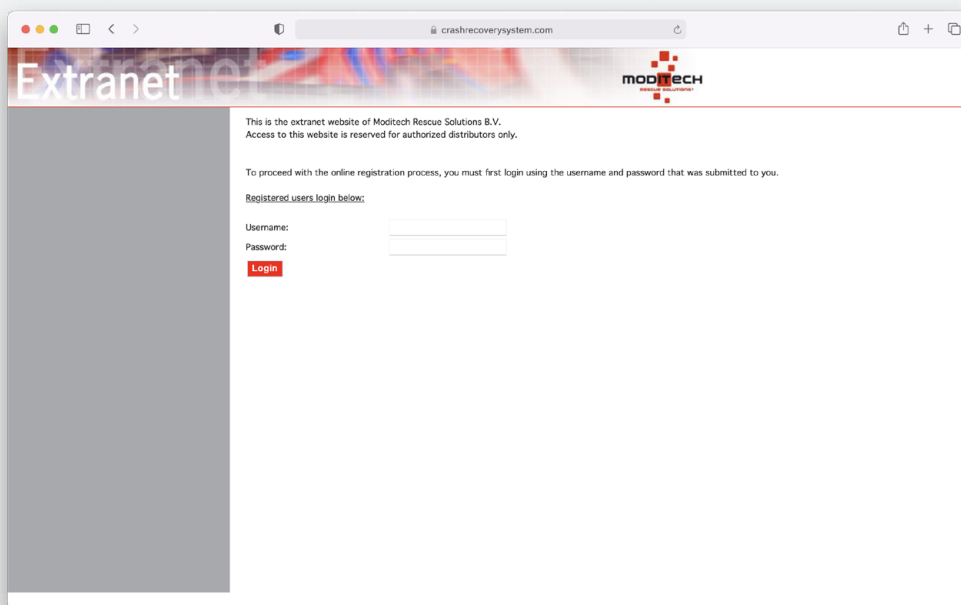 crashrecoverysystem.com
Extranet
MODITECH
RESCUE SOLUTIONS
This is the extranet website of Moditech Rescue Solutions B.V.
Access to this website is reserved for authorized distributors only.
To proceed with the online registration process, you must first login using the username and password that was submitted to you.
Registered users login below:
Username:
Password:
Login